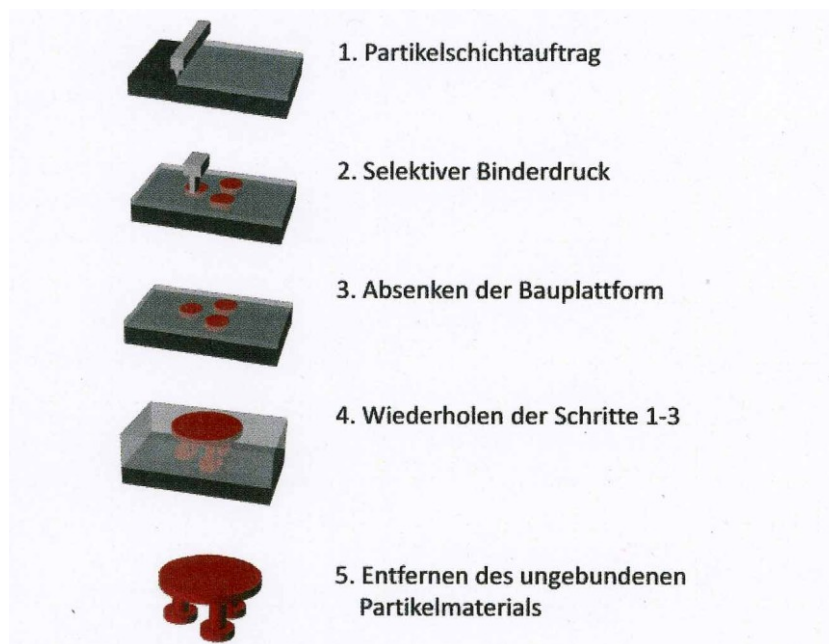 1. Partikelschichtauftrag
2. Selektiver Binderdruck
3. Absenken der Bauplattform
4. Wiederholen der Schritte 1-3
5. Entfernen des ungebundenen
Partikelmaterials